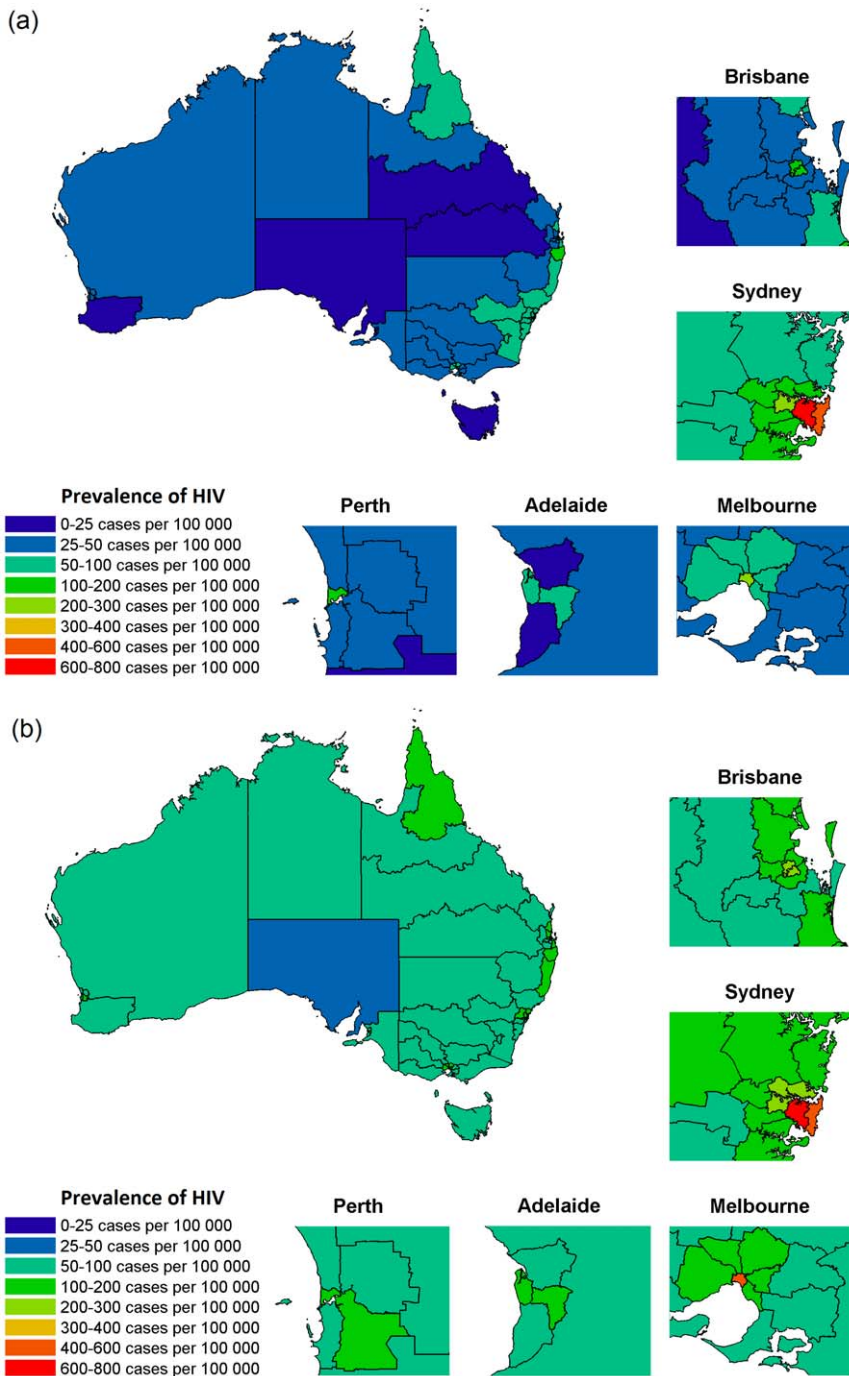 (a)
Brisbane
Sydney
Prevalence of HIV
0-25 cases per 100 000
25-50 cases per 100 000
50-100 cases per 100 000
100-200 cases per 100 000
200-300 cases per 100 000
300-400 cases per 100 000
400-600 cases per 100 000
600-800 cases per 100 000
Perth
Adelaide
Melbourne
(b)
Brisbane
Sydney
Prevalence of HIV
0-25 cases per 100 000
25-50 cases per 100 000
50-100 cases per 100 000
100-200 cases per 100 000
200-300 cases per 100 000
300-400 cases per 100 000
400-600 cases per 100 000
600-800 cases per 100 000
Perth
Adelaide
Melbourne